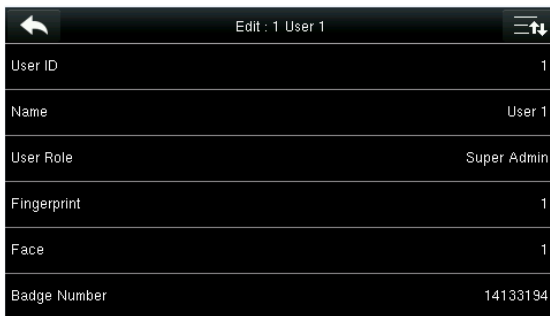 Edit : 1 User 1
User ID 1
Name User 1
User Role Super Admin
Fingerprint 1
Face 1
Badge Number 14133194